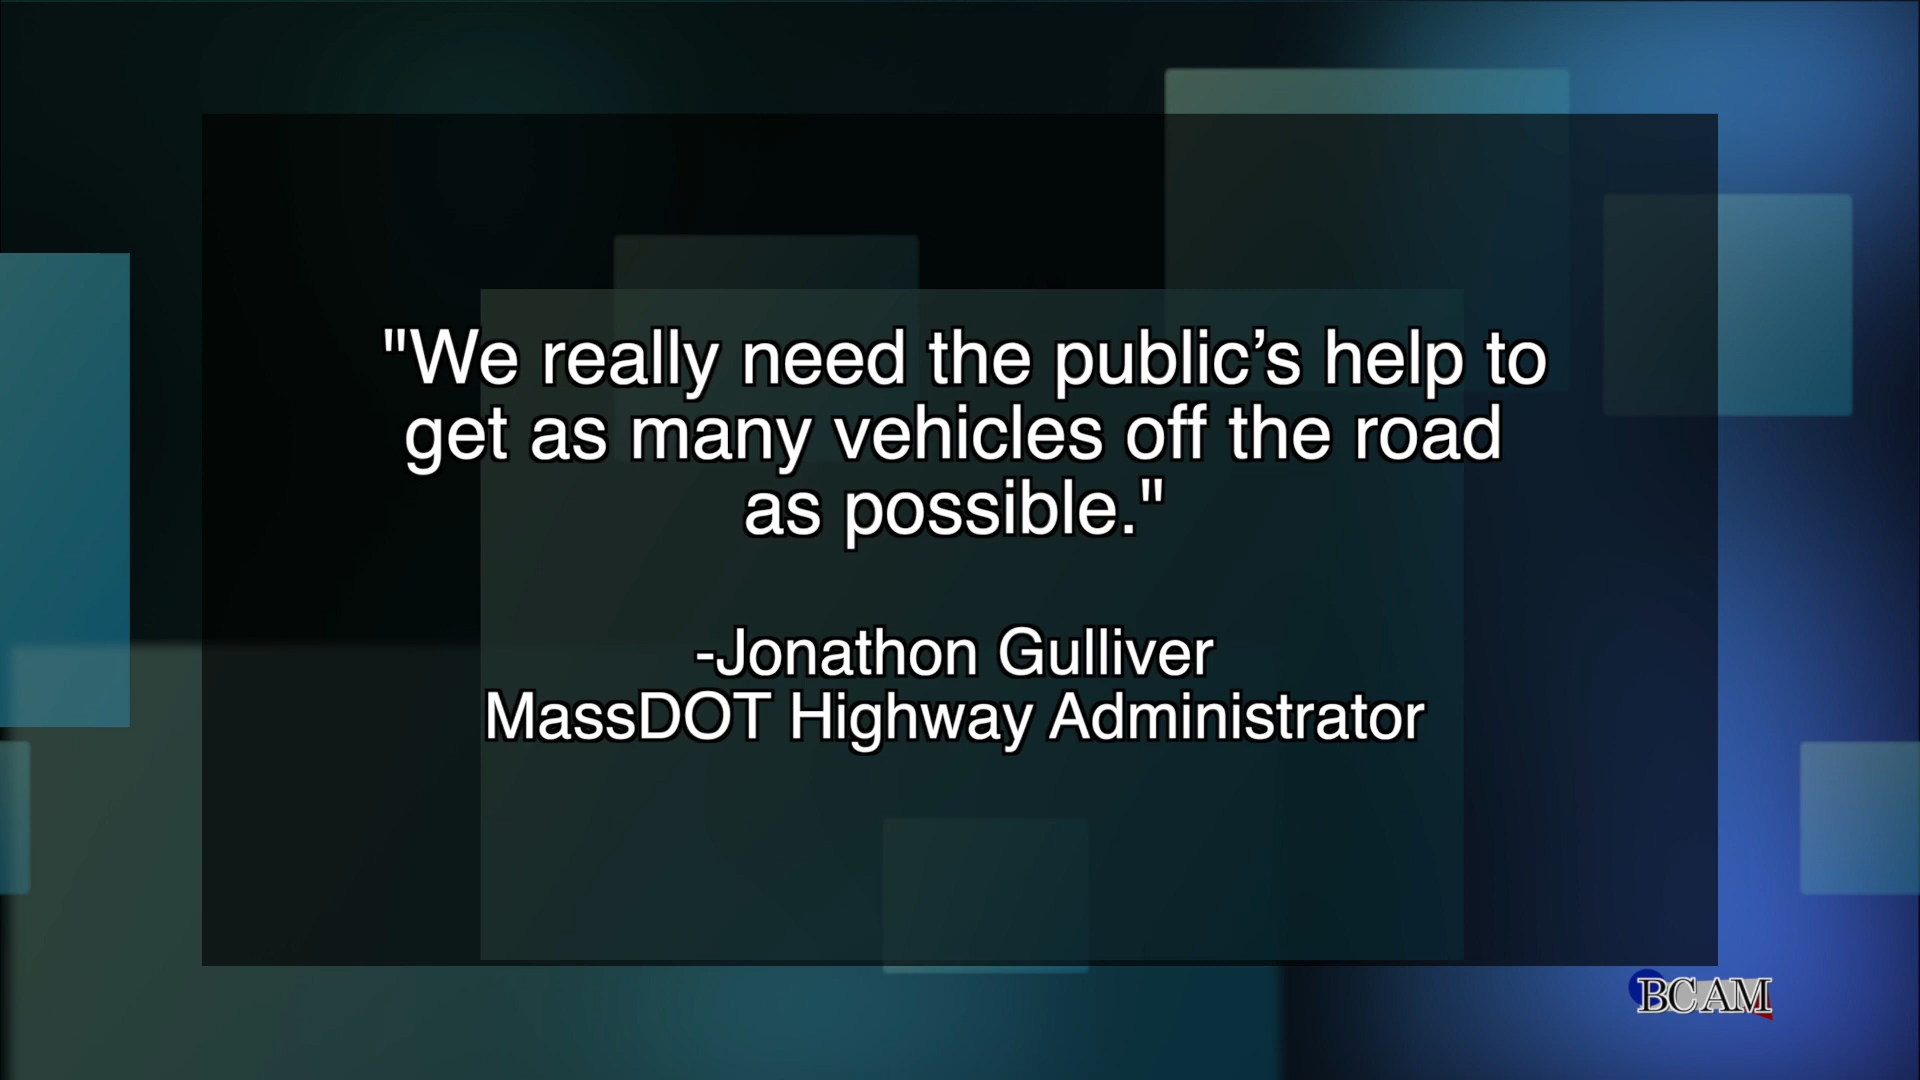 "We really need the public’s help to
get as many vehicles off the road
as possible."
-Jonathon Gulliver
MassDOT Highway Administrator
BCAM